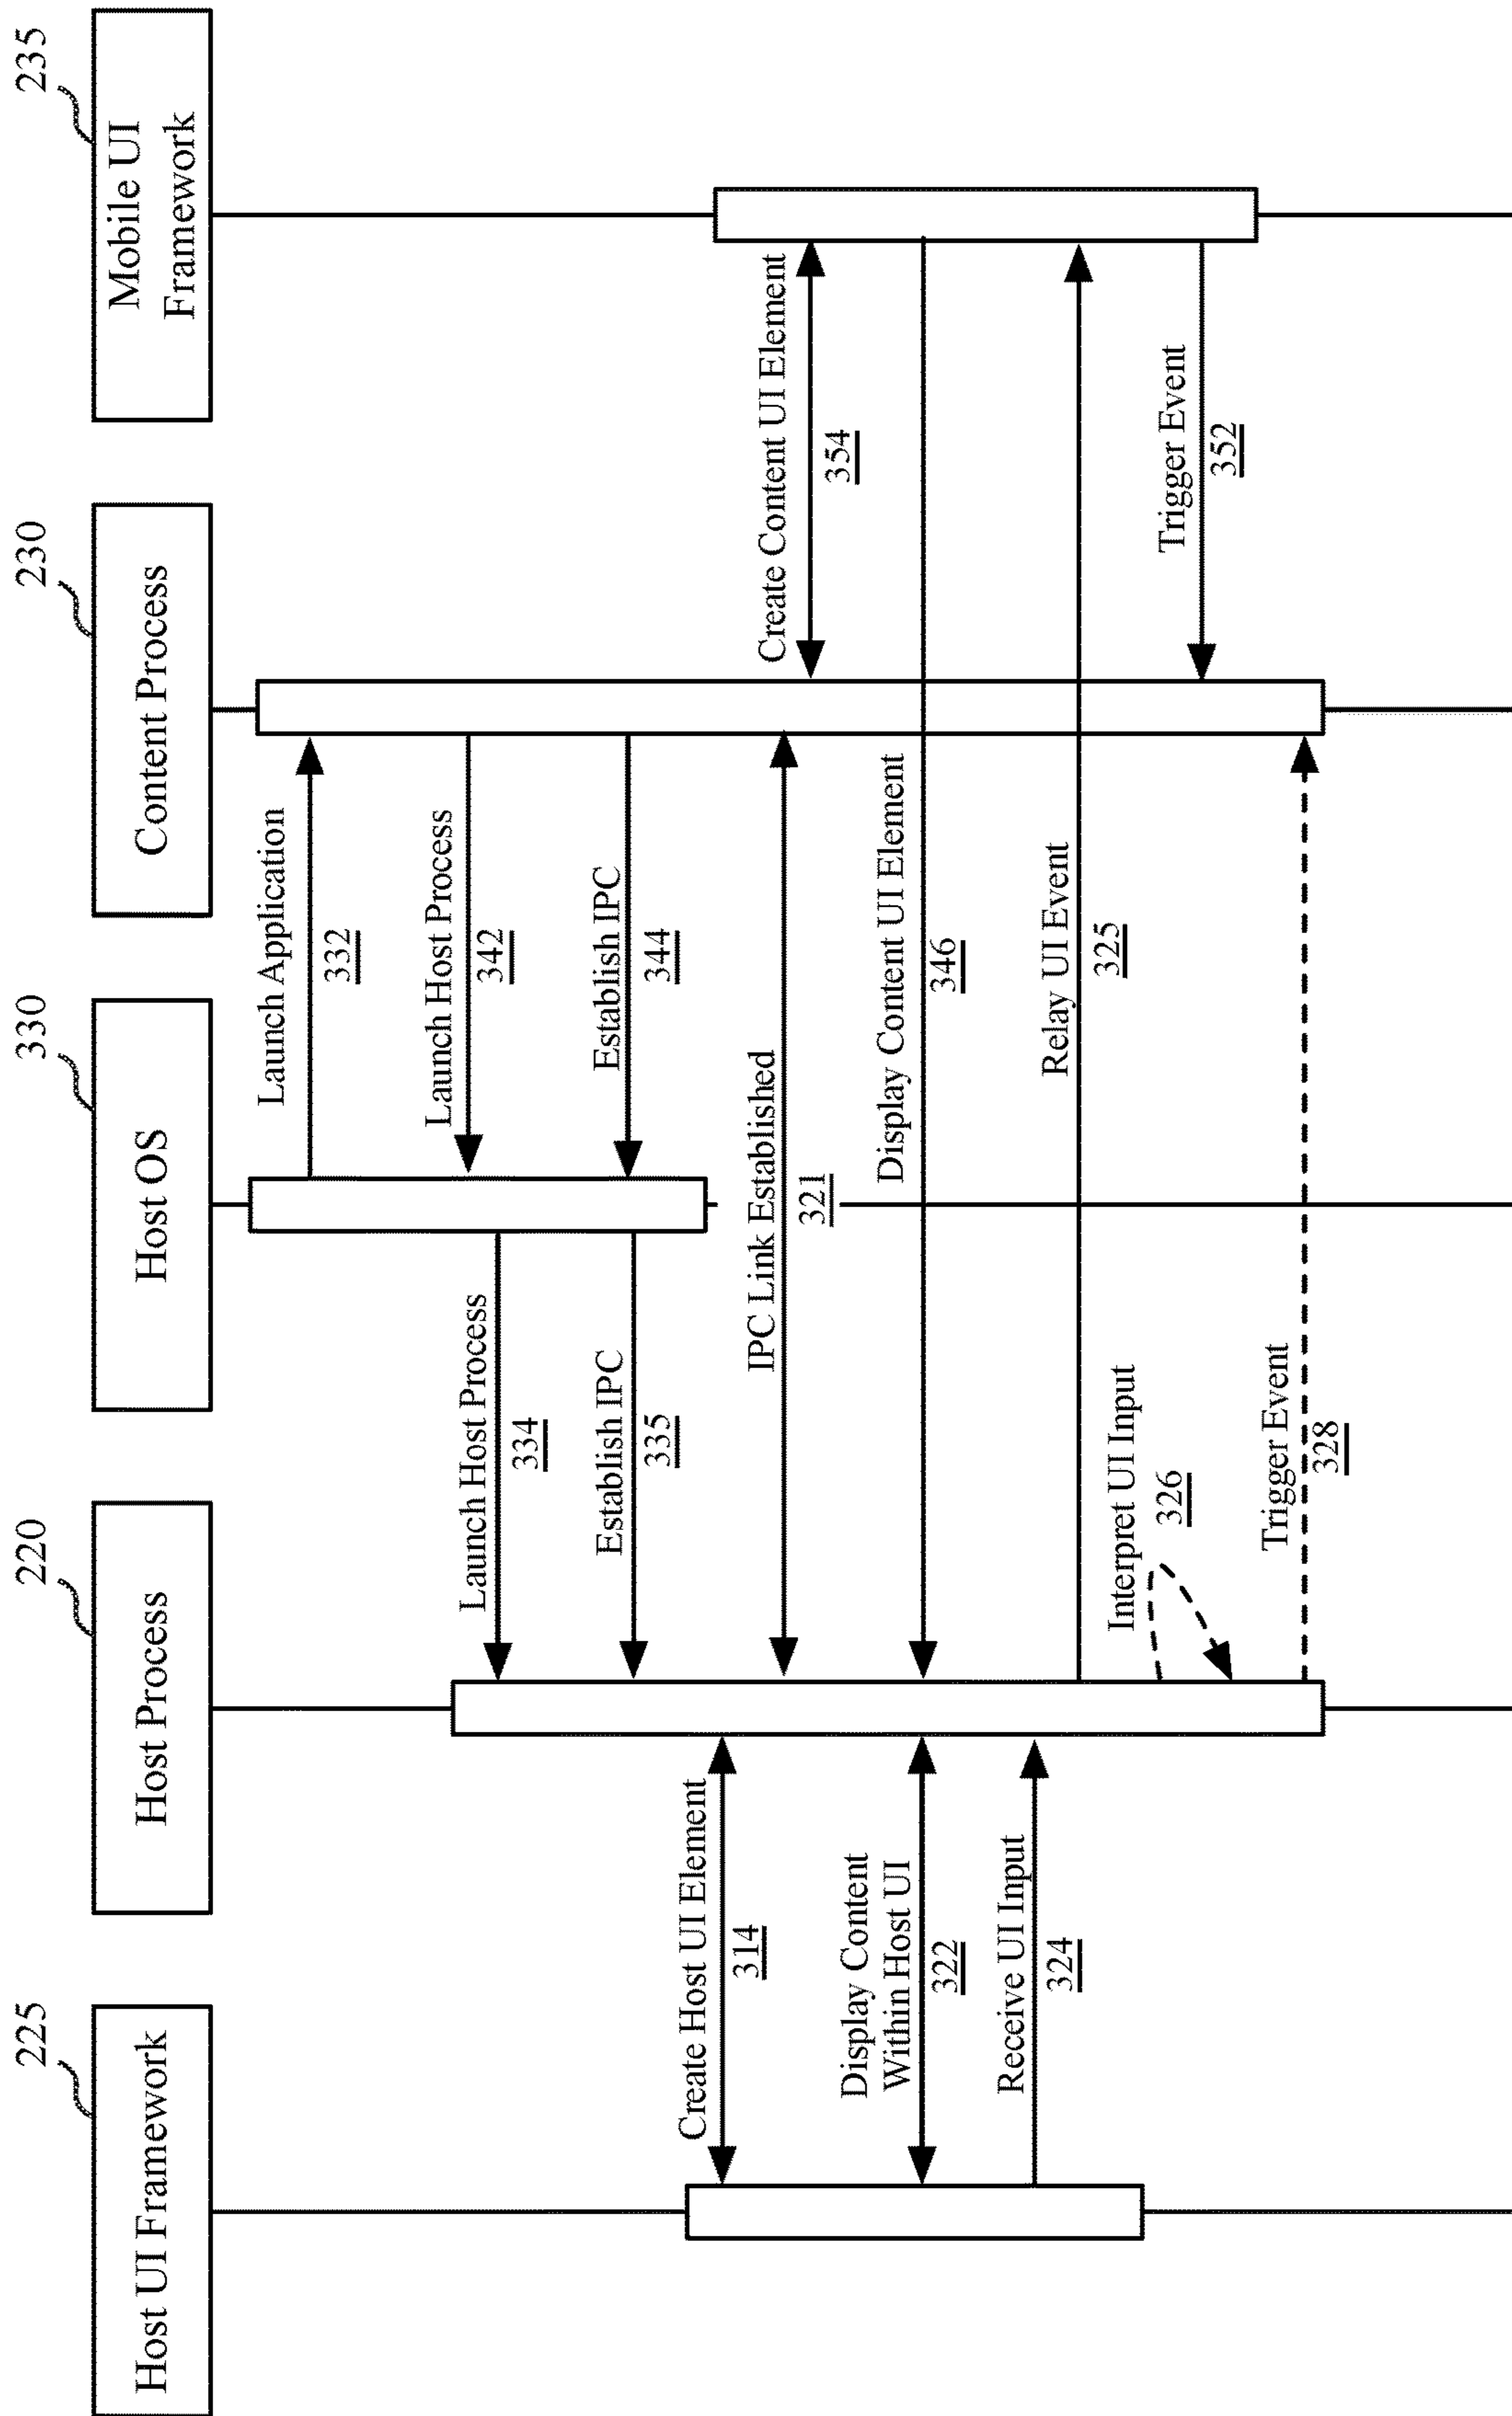 225
Host UI Framework
220
Host Process
330
Host OS
230
Content Process
235
Mobile UI
Framework
Launch Application
332
Launch Host Process
342
Launch Host Process
334
Establish IPC
344
Establish IPC
335
Create Host UI Element
314
IPC Link Established
321
Create Content UI Element
354
Display Content
Within Host UI
322
Display Content UI Element
346
Receive UI Input
324
Relay UI Event
325
Interpret UI Input
326
Trigger Event
352
Trigger Event
328